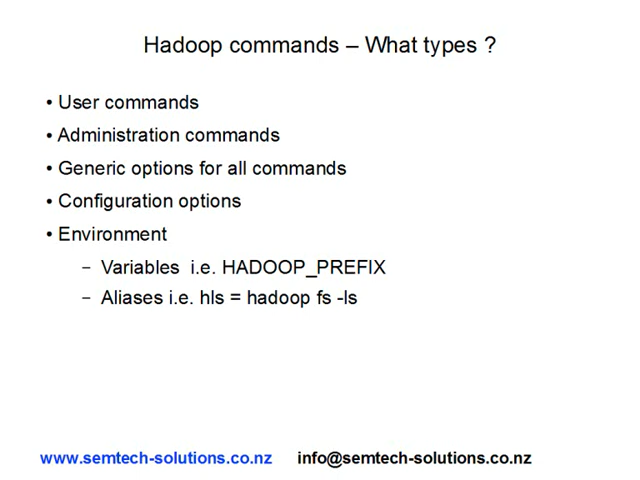 Hadoop commands – What types ?
• User commands
• Administration commands
• Generic options for all commands
• Configuration options
• Environment
– Variables  i.e. HADOOP_PREFIX
– Aliases i.e. hls = hadoop fs -ls
www.semtech-solutions.co.nz info@semtech-solutions.co.nz